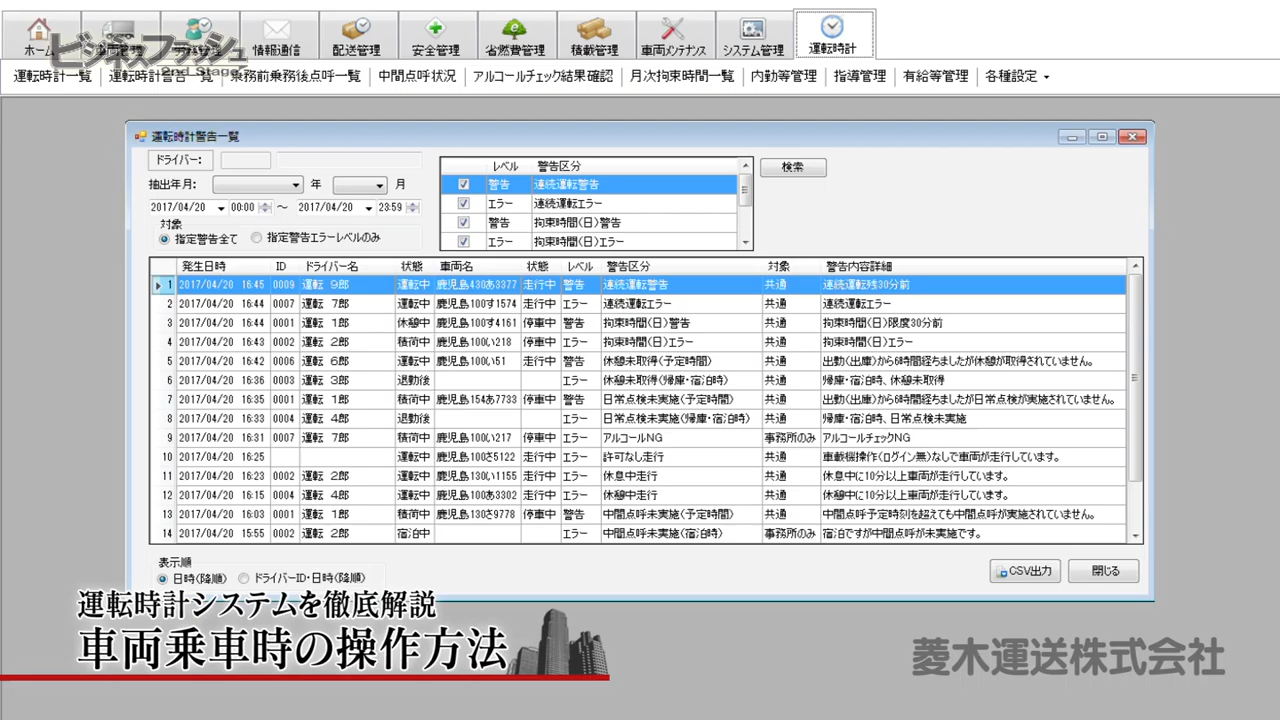 ホーム 情報通信 配送管理 安全管理 省燃費管理 積載管理 車両メンテナンス システム管理 運転時計
ビジネスフラッシュ
2nd Stage
運転時計一覧 運転時計警告一覧 乗務前乗務後点呼一覧 中間点呼状況 アルコールチェック結果確認 月次拘束時間一覧 内勤等管理 指導管理 有給等管理 各種設定
運転時計警告一覧
ドライバー:
抽出年月: 年 月
2017/04/20 00:00 ～ 2017/04/20 23:59
対象
指定警告全て 指定警告エラーレベルのみ
レベル 警告区分
警告 連続運転警告
エラー 連続運転エラー
警告 拘束時間(日)警告
エラー 拘束時間(日)エラー
検索
発生日時 ID ドライバー名 状態 車両名 状態 レベル 警告区分 対象 警告内容詳細
1 2017/04/20 16:45 0009 運転 9郎 運転中 鹿児島430あ3377 走行中 警告 連続運転警告 共通 連続運転残30分前
2 2017/04/20 16:44 0007 運転 7郎 運転中 鹿児島100す1574 走行中 エラー 連続運転エラー 共通 連続運転エラー
3 2017/04/20 16:44 0001 運転 1郎 休憩中 鹿児島100す4161 停車中 警告 拘束時間(日)警告 共通 拘束時間(日)限度30分前
4 2017/04/20 16:43 0002 運転 2郎 積荷中 鹿児島100い218 停車中 エラー 拘束時間(日)エラー 共通 拘束時間(日)エラー
5 2017/04/20 16:42 0006 運転 6郎 運転中 鹿児島100い51 走行中 警告 休憩未取得(予定時間) 共通 出勤(出庫)から6時間経ちましたが休憩が取得されていません。
6 2017/04/20 16:36 0003 運転 3郎 退勤後 エラー 休憩未取得(帰庫・宿泊時) 共通 帰庫・宿泊時、休憩未取得
7 2017/04/20 16:35 0001 運転 1郎 積荷中 鹿児島154あ7733 停車中 警告 日常点検未実施(予定時間) 共通 出勤(出庫)から6時間経ちましたが日常点検が実施されていません。
8 2017/04/20 16:33 0004 運転 4郎 退勤後 エラー 日常点検未実施(帰庫・宿泊時) 共通 帰庫・宿泊時、日常点検未実施
9 2017/04/20 16:31 0007 運転 7郎 積荷中 鹿児島100い217 停車中 エラー アルコールNG 事務所のみ アルコールチェックNG
10 2017/04/20 16:25 運転中 鹿児島100さ5122 走行中 エラー 許可なし走行 共通 車載機操作(ログイン無)なしで車両が走行しています。
11 2017/04/20 16:23 0002 運転 2郎 運転中 鹿児島130い1155 走行中 エラー 休息中走行 共通 休息中に10分以上車両が走行しています。
12 2017/04/20 16:15 0004 運転 4郎 運転中 鹿児島100あ3302 走行中 エラー 休憩中走行 共通 休憩中に10分以上車両が走行しています。
13 2017/04/20 16:03 0001 運転 1郎 積荷中 鹿児島130さ9778 停車中 警告 中間点呼未実施(予定時間) 共通 中間点呼予定時刻を超えても中間点呼が実施されていません。
14 2017/04/20 15:55 0002 運転 2郎 宿泊中 エラー 中間点呼未実施(宿泊時) 事務所のみ 宿泊ですが中間点呼が未実施です。
表示順
日時(降順) ドライバーID・日時(降順)
CSV出力 閉じる
運転時計システムを徹底解説
車両乗車時の操作方法
菱木運送株式会社